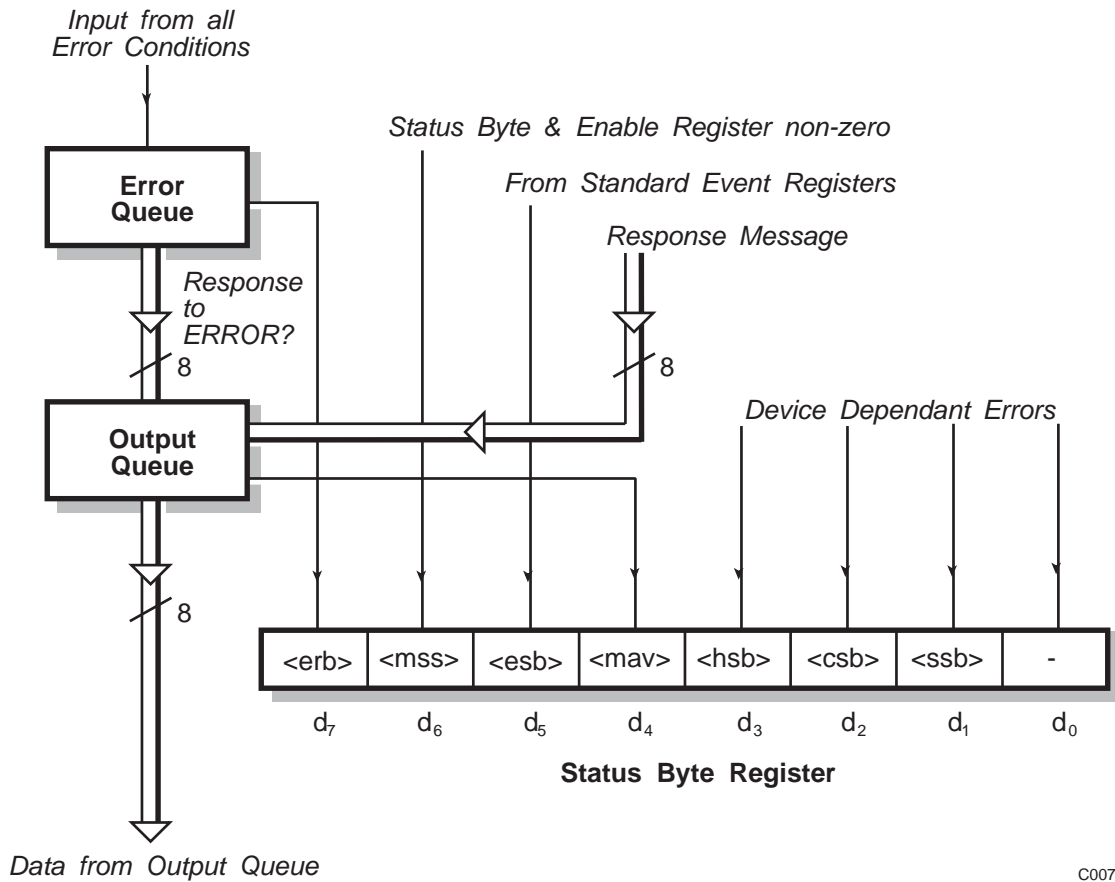 Input from all
Error Conditions
Status Byte & Enable Register non-zero
Error
Queue
From Standard Event Registers
Response Message
Response
to
ERROR?
8
8
Device Dependant Errors
Output
Queue
8
<erb> <mss> <esb> <mav> <hsb> <csb> <ssb> -
d₇ d₆ d₅ d₄ d₃ d₂ d₁ d₀
Status Byte Register
Data from Output Queue
C007